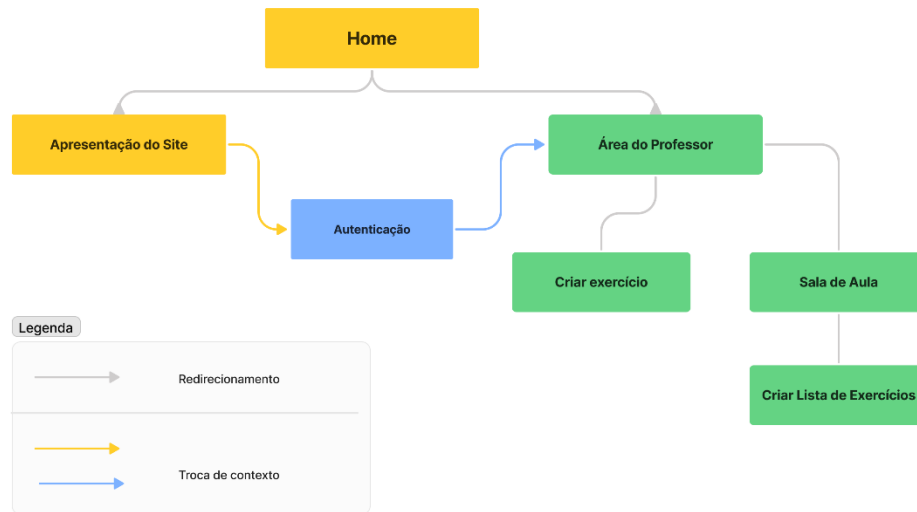 Home
Apresentação do Site
Área do Professor
Autenticação
Criar exercício
Sala de Aula
Legenda
Redirecionamento
Criar Lista de Exercícios
Troca de contexto